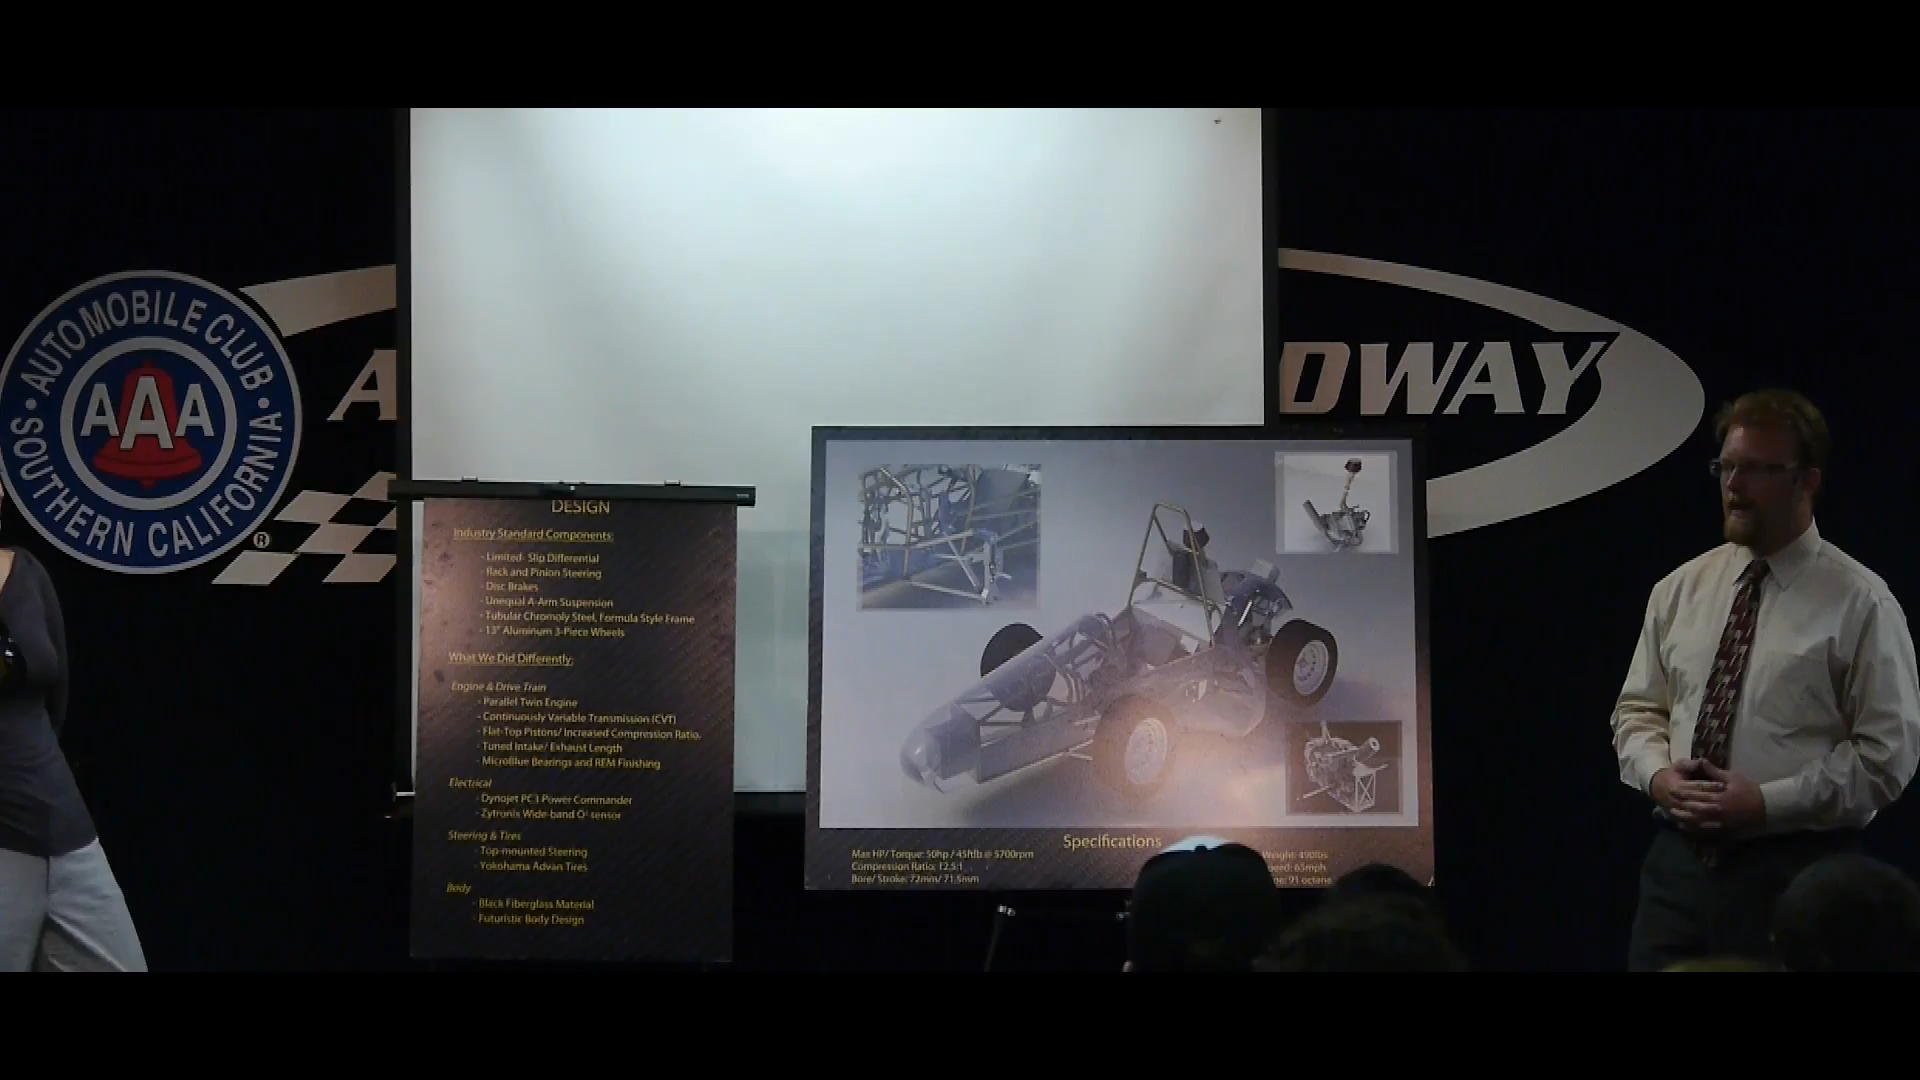 AUTOMOBILE CLUB
AAA
SOUTHERN CALIFORNIA
®
A
DWAY
DESIGN
Industry Standard Components:
- Limited- Slip Differential
- Rack and Pinion Steering
- Disc Brakes
- Unequal A-Arm Suspension
- Tubular Chromoly Steel, Formula Style Frame
- 13" Aluminum 3-Piece Wheels
What We Did Differently:
Engine & Drive Train
- Parallel Twin Engine
- Continuously Variable Transmission (CVT)
- Flat-Top Pistons/ Increased Compression Ratio.
- Tuned Intake/ Exhaust Length
- MicroBlue Bearings and REM Finishing
Electrical
- Dynojet PC3 Power Commander
- Zytronix Wide-band O² sensor
Steering & Tires
- Top-mounted Steering
- Yokohama Advan Tires
Body
- Black Fiberglass Material
- Futuristic Body Design
Specifications
Max HP/ Torque: 50hp / 45ftlb @ 5700rpm
Compression Ratio: 12.5:1
Bore/ Stroke: 72mm/ 71.5mm
Weight: 490lbs
65mph
91 octane